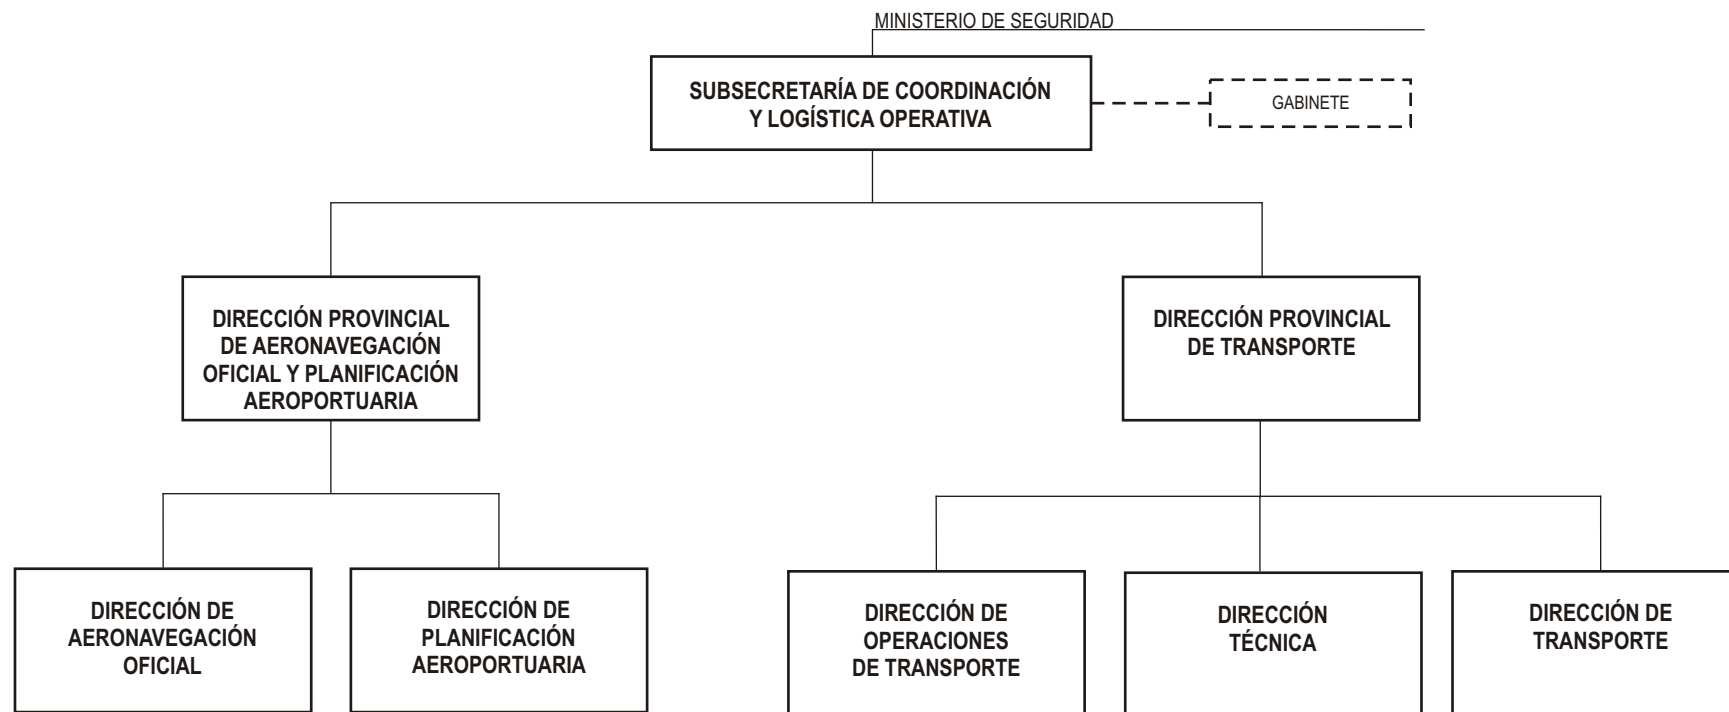 MINISTERIO DE SEGURIDAD
SUBSECRETARÍA DE COORDINACIÓN
Y LOGÍSTICA OPERATIVA
GABINETE
DIRECCIÓN PROVINCIAL
DE AERONAVEGACIÓN
OFICIAL Y PLANIFICACIÓN
AEROPORTUARIA
DIRECCIÓN PROVINCIAL
DE TRANSPORTE
DIRECCIÓN DE
AERONAVEGACIÓN
OFICIAL
DIRECCIÓN DE
PLANIFICACIÓN
AEROPORTUARIA
DIRECCIÓN DE
OPERACIONES
DE TRANSPORTE
DIRECCIÓN
TÉCNICA
DIRECCIÓN DE
TRANSPORTE